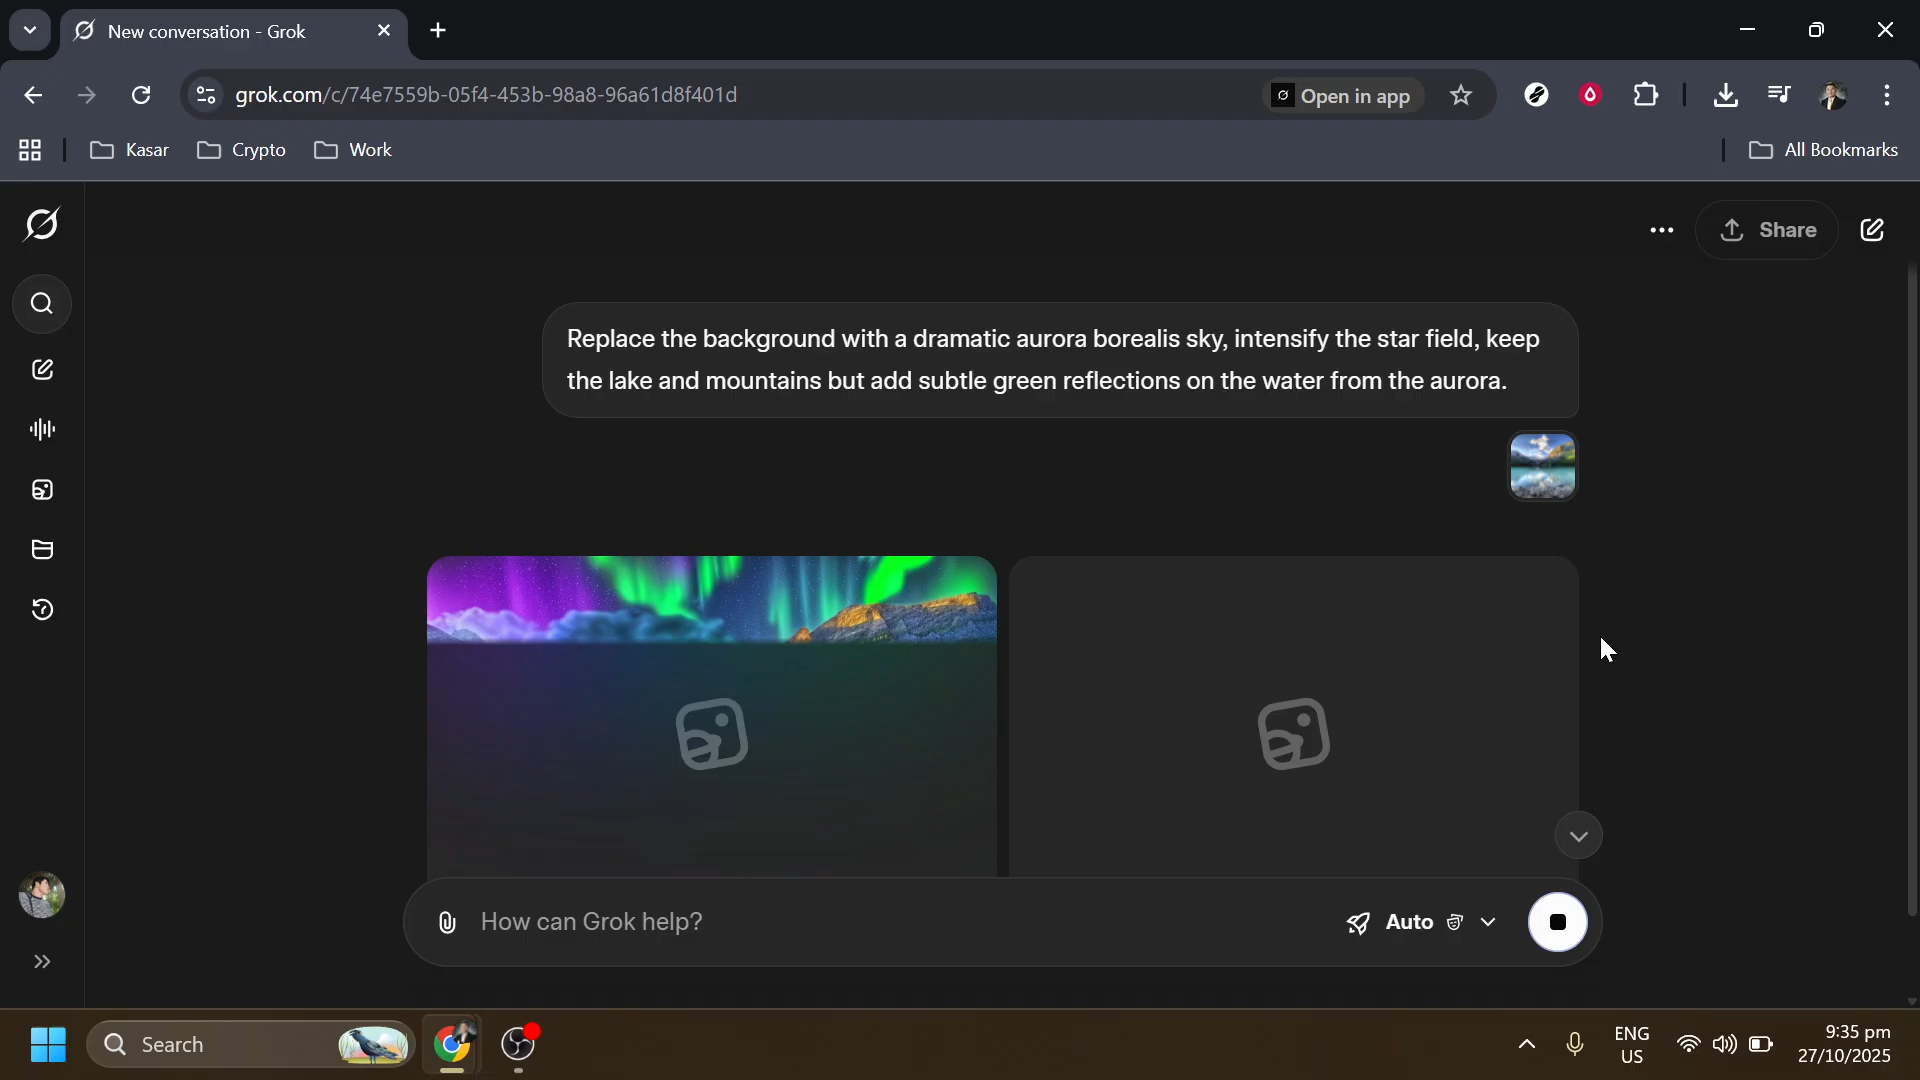 New conversation - Grok
grok.com/c/74e7559b-05f4-453b-98a8-96a61d8f401d
Open in app
Kasar
Crypto
Work
All Bookmarks
Share
Replace the background with a dramatic aurora borealis sky, intensify the star field, keep
the lake and mountains but add subtle green reflections on the water from the aurora.
How can Grok help?
Auto
Search
ENG
US
9:35 pm
27/10/2025